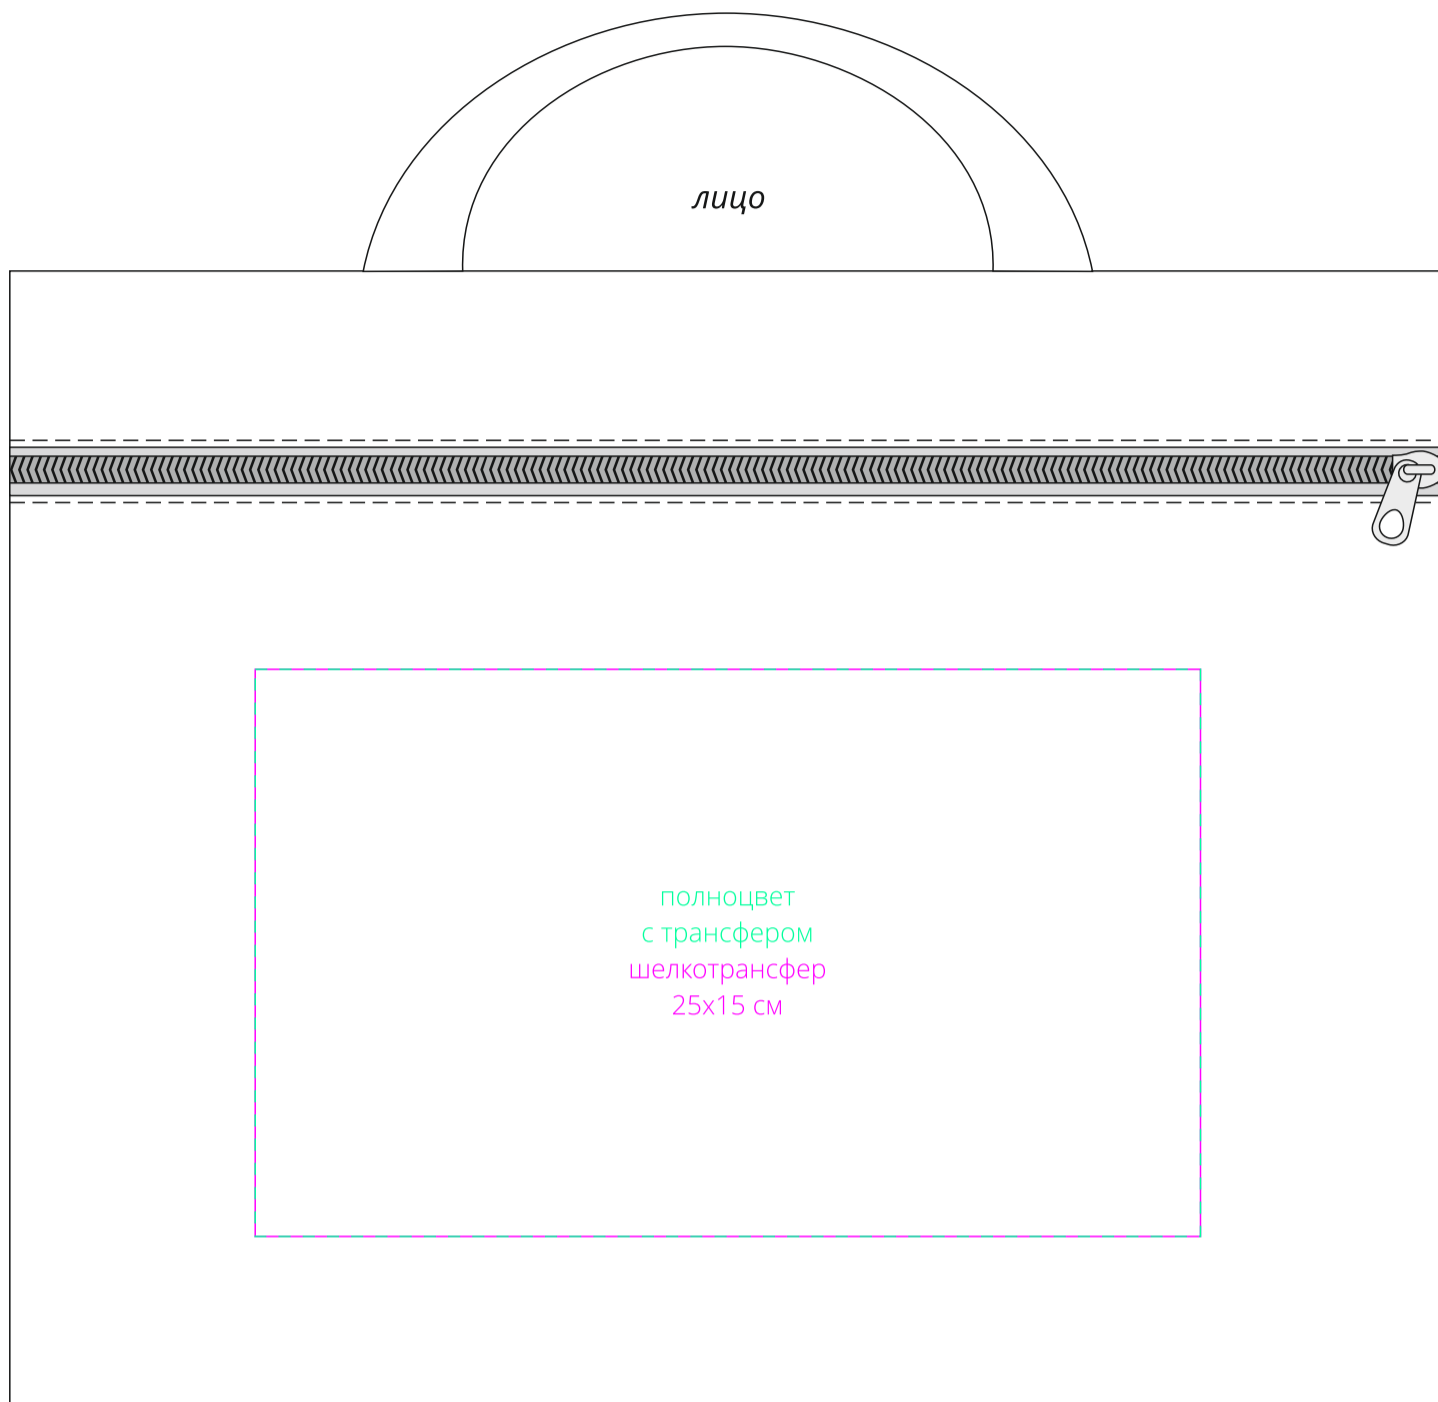 лицо
полноцвет
с трансфером
шелкотрансфер
25х15 см